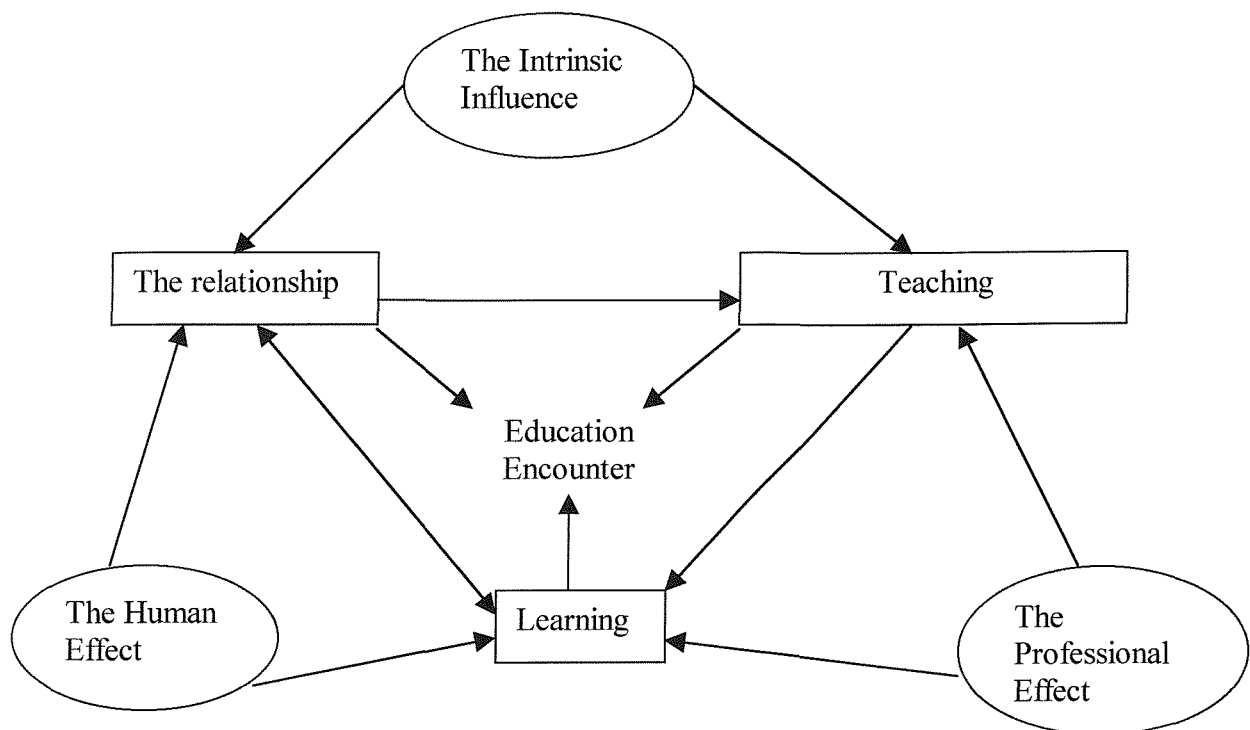 The Intrinsic
Influence
The relationship
Teaching
Education
Encounter
The Human
Effect
Learning
The
Professional
Effect